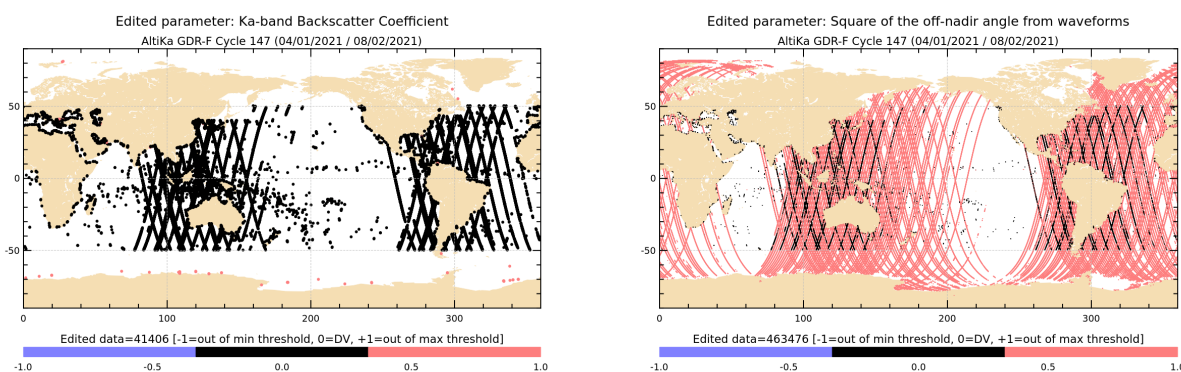 Edited parameter: Ka-band Backscatter Coefficient
AltiKa GDR-F Cycle 147 (04/01/2021 / 08/02/2021)
50
0
-50
0 100 200 300
Edited data=41406 [-1=out of min threshold, 0=DV, +1=out of max threshold]
-1.0 -0.5 0.0 0.5 1.0
Edited parameter: Square of the off-nadir angle from waveforms
AltiKa GDR-F Cycle 147 (04/01/2021 / 08/02/2021)
50
0
-50
0 100 200 300
Edited data=463476 [-1=out of min threshold, 0=DV, +1=out of max threshold]
-1.0 -0.5 0.0 0.5 1.